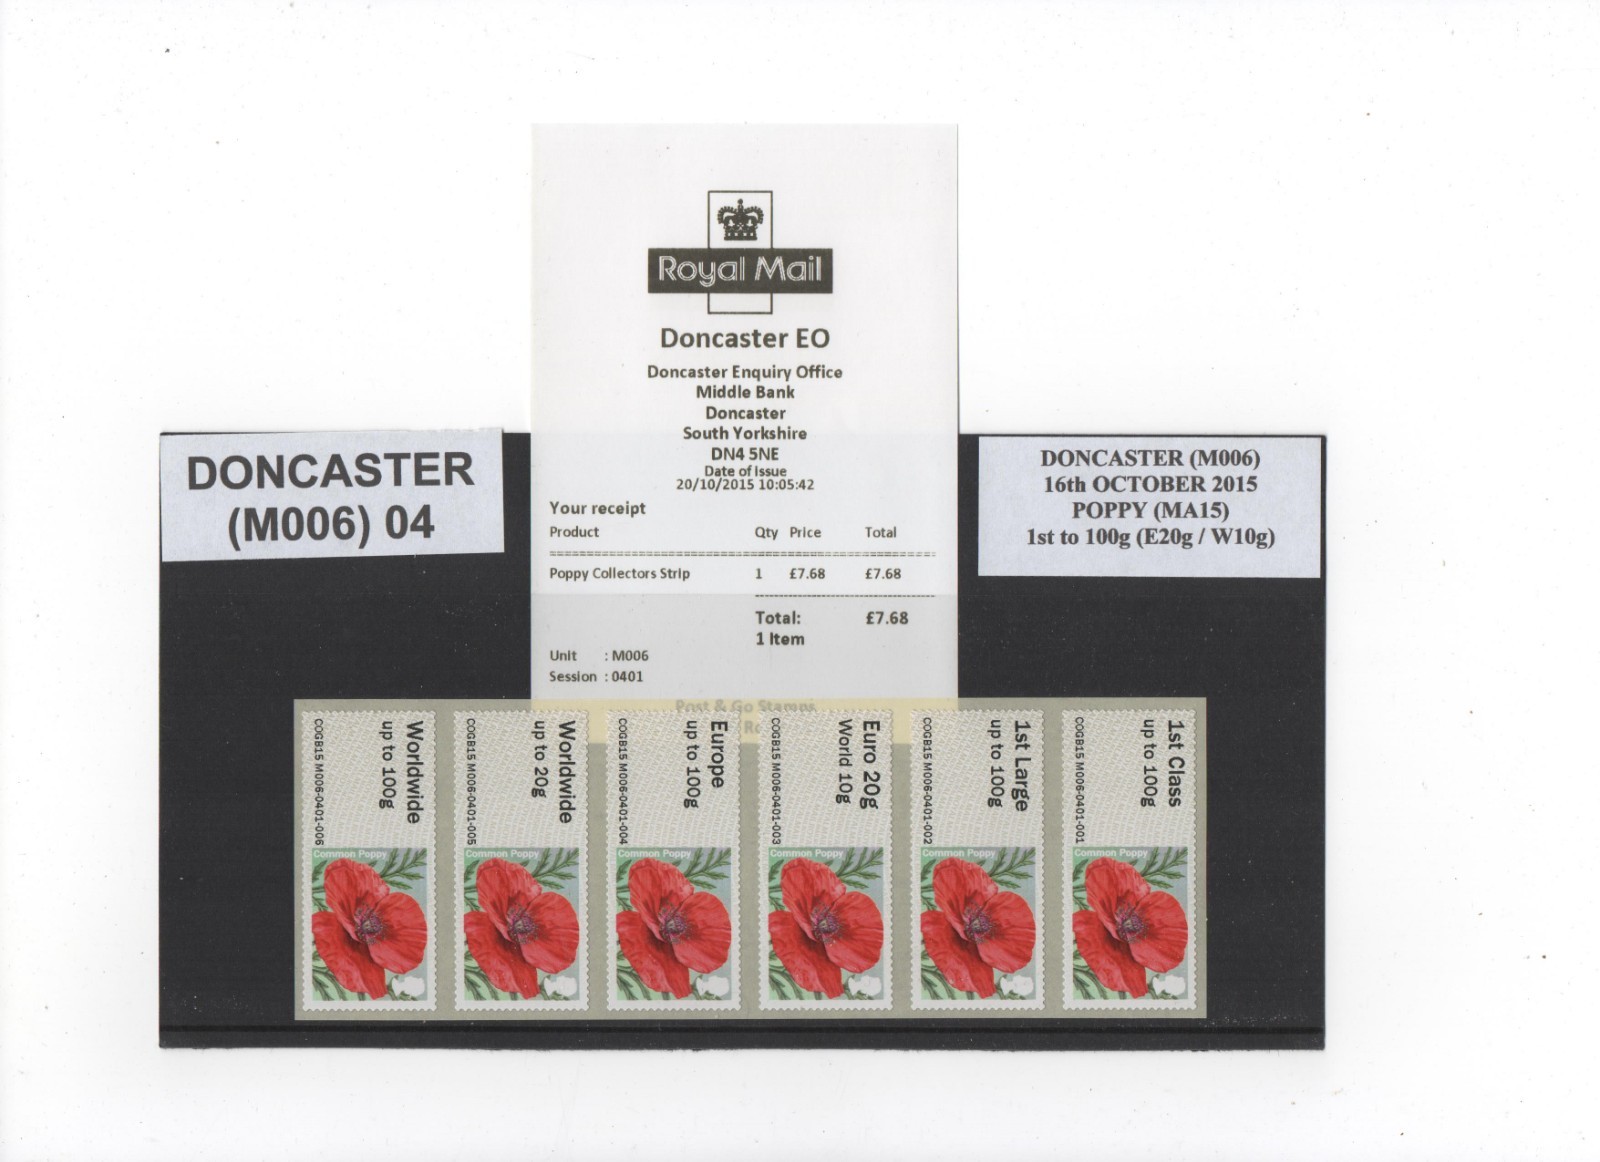 Royal Mail
Doncaster EO
Doncaster Enquiry Office
Middle Bank
Doncaster
South Yorkshire
DN4 5NE
Date of Issue
20/10/2015 10:05:42
Your receipt
Product Qty Price Total
Poppy Collectors Strip 1 £7.68 £7.68
Total: £7.68
1 Item
Unit : M006
Session : 0401
Post & Go Stamps
DONCASTER
(M006) 04
DONCASTER (M006)
16th OCTOBER 2015
POPPY (MA15)
1st to 100g (E20g / W10g)
Worldwide
up to 100g
COGB15 M006-0401-006
Common Poppy
Worldwide
up to 20g
COGB15 M006-0401-005
Common Poppy
Europe
up to 100g
COGB15 M006-0401-004
Common Poppy
Euro 20g
World 10g
COGB15 M006-0401-003
Common Poppy
1st Large
up to 100g
COGB15 M006-0401-002
Common Poppy
1st Class
up to 100g
COGB15 M006-0401-001
Common Poppy